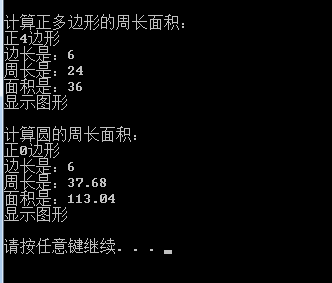 计算正多边形的周长面积:
正4边形
边长是: 6
周长是: 24
面积是: 36
显示图形
计算圆的周长面积:
正0边形
边长是: 6
周长是: 37.68
面积是: 113.04
显示图形
请按任意键继续. . .